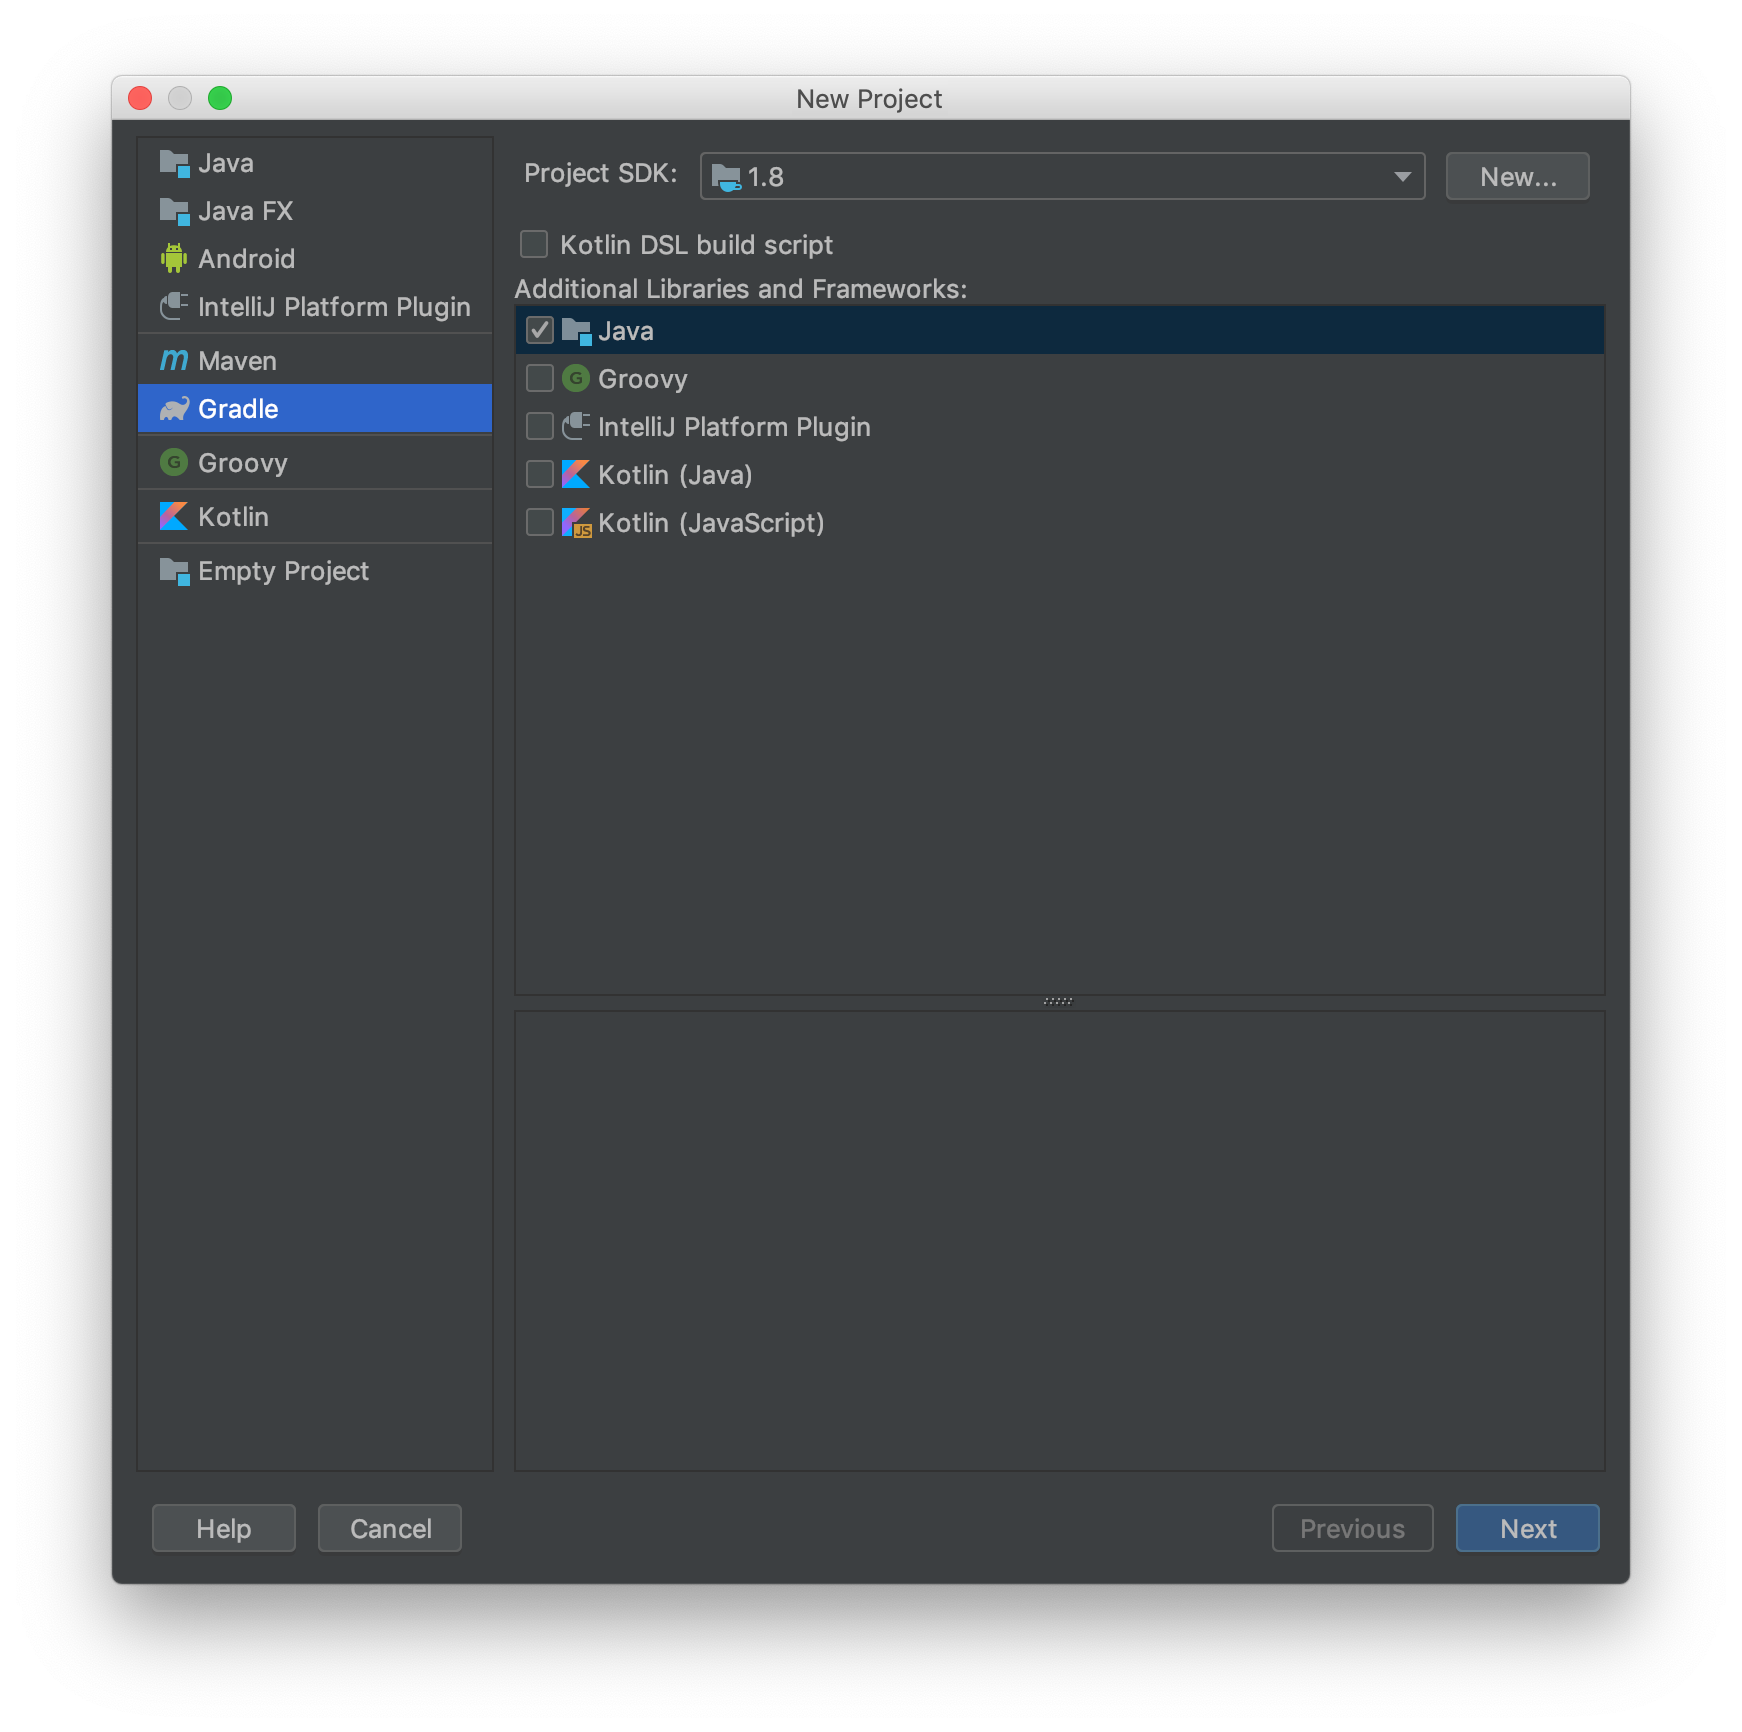 New Project
Java
Java FX
Android
IntelliJ Platform Plugin
m Maven
Gradle
G Groovy
Kotlin
Empty Project
Project SDK: 1.8 New...
Kotlin DSL build script
Additional Libraries and Frameworks:
Java
G Groovy
IntelliJ Platform Plugin
Kotlin (Java)
JS Kotlin (JavaScript)
Help Cancel Previous Next